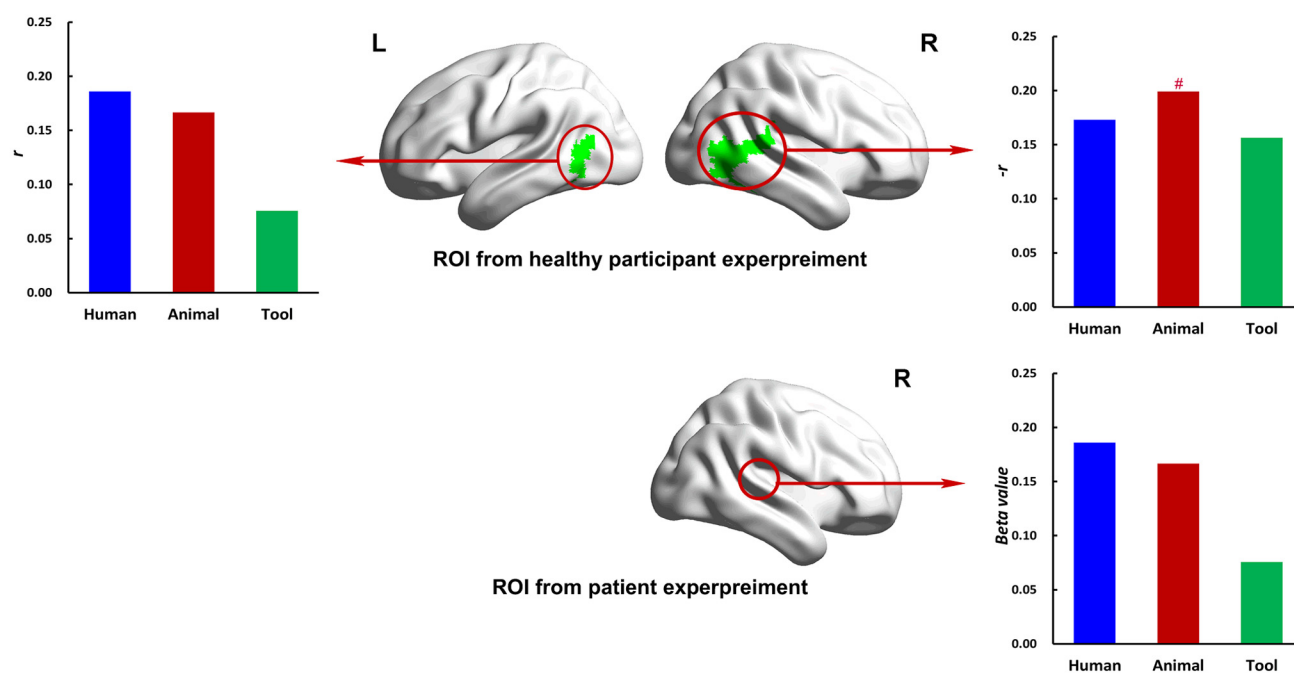 0.25
0.20
0.15
0.10
0.05
0.00
r
Human Animal Tool
L
R
ROI from healthy participant experpreiment
0.25
0.20
0.15
0.10
0.05
0.00
-r
#
Human Animal Tool
R
ROI from patient experpreiment
0.25
0.20
0.15
0.10
0.05
0.00
Beta value
Human Animal Tool